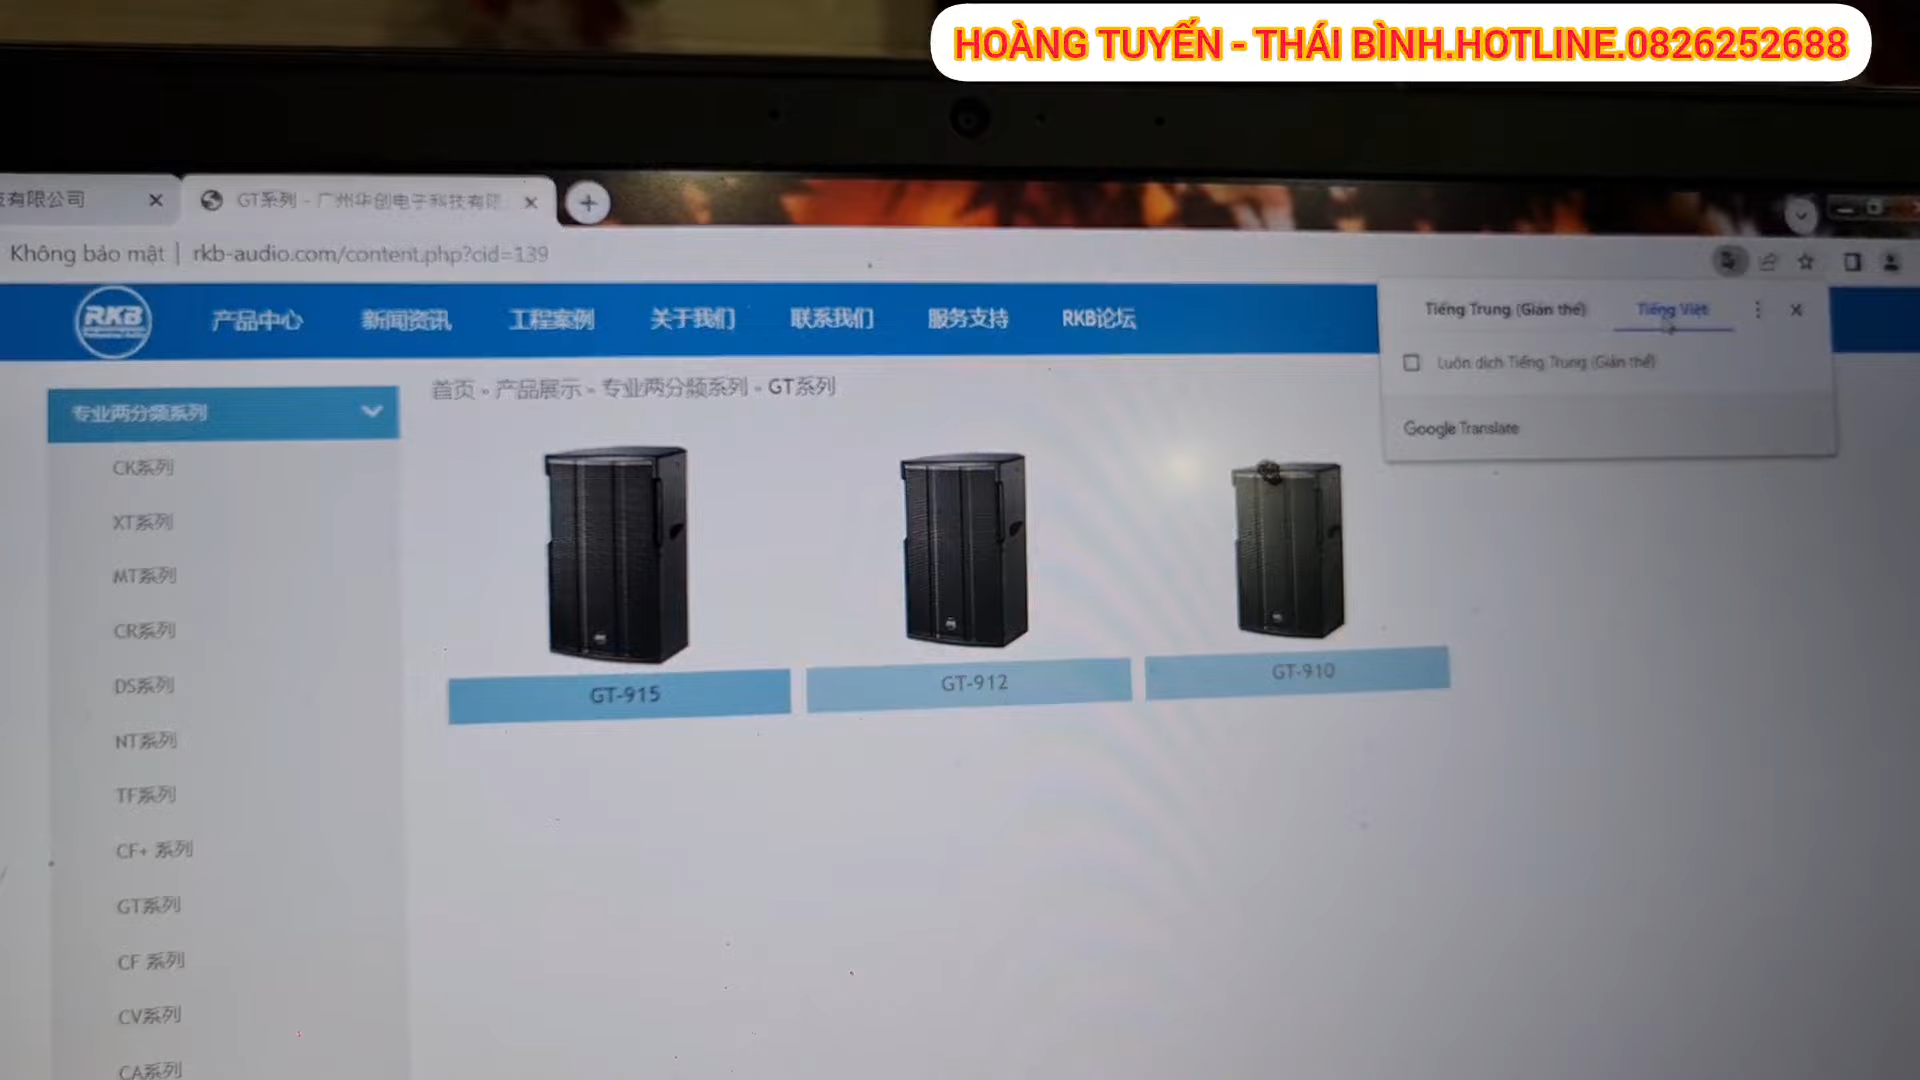 HOÀNG TUYẾN - THÁI BÌNH.HOTLINE.0826252688
有限公司
GT系列 - 广州华创电子科技有限
Không bảo mật | rkb-audio.com/content.php?cid=139
RKB 产品中心 新闻资讯 工程案例 关于我们 联系我们 服务支持 RKB论坛
Tiếng Trung (Giản thể) Tiếng Việt
Luôn dịch Tiếng Trung (Giản thể)
Google Translate
首页 » 产品展示 » 专业两分频系列 » GT系列
专业两分频系列
CK系列
XT系列
MT系列
CR系列
DS系列
NT系列
TF系列
CF+ 系列
GT系列
CF 系列
CV系列
CA系列
GT-915
GT-912
GT-910